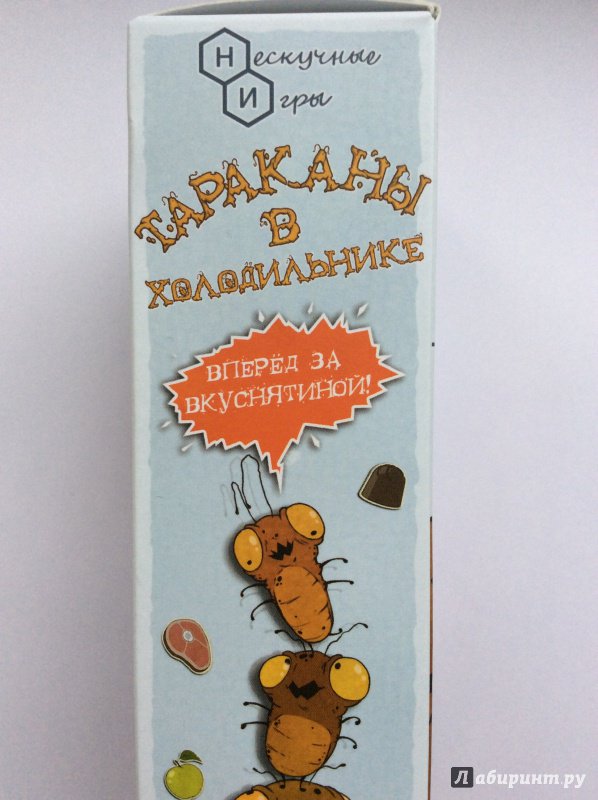 Нескучные
Игры
ТАРАКАНЫ
В
ХОЛОДИЛЬНИКЕ
ВПЕРЁД ЗА
ВКУСНЯТИНОЙ!
Лабиринт.ру